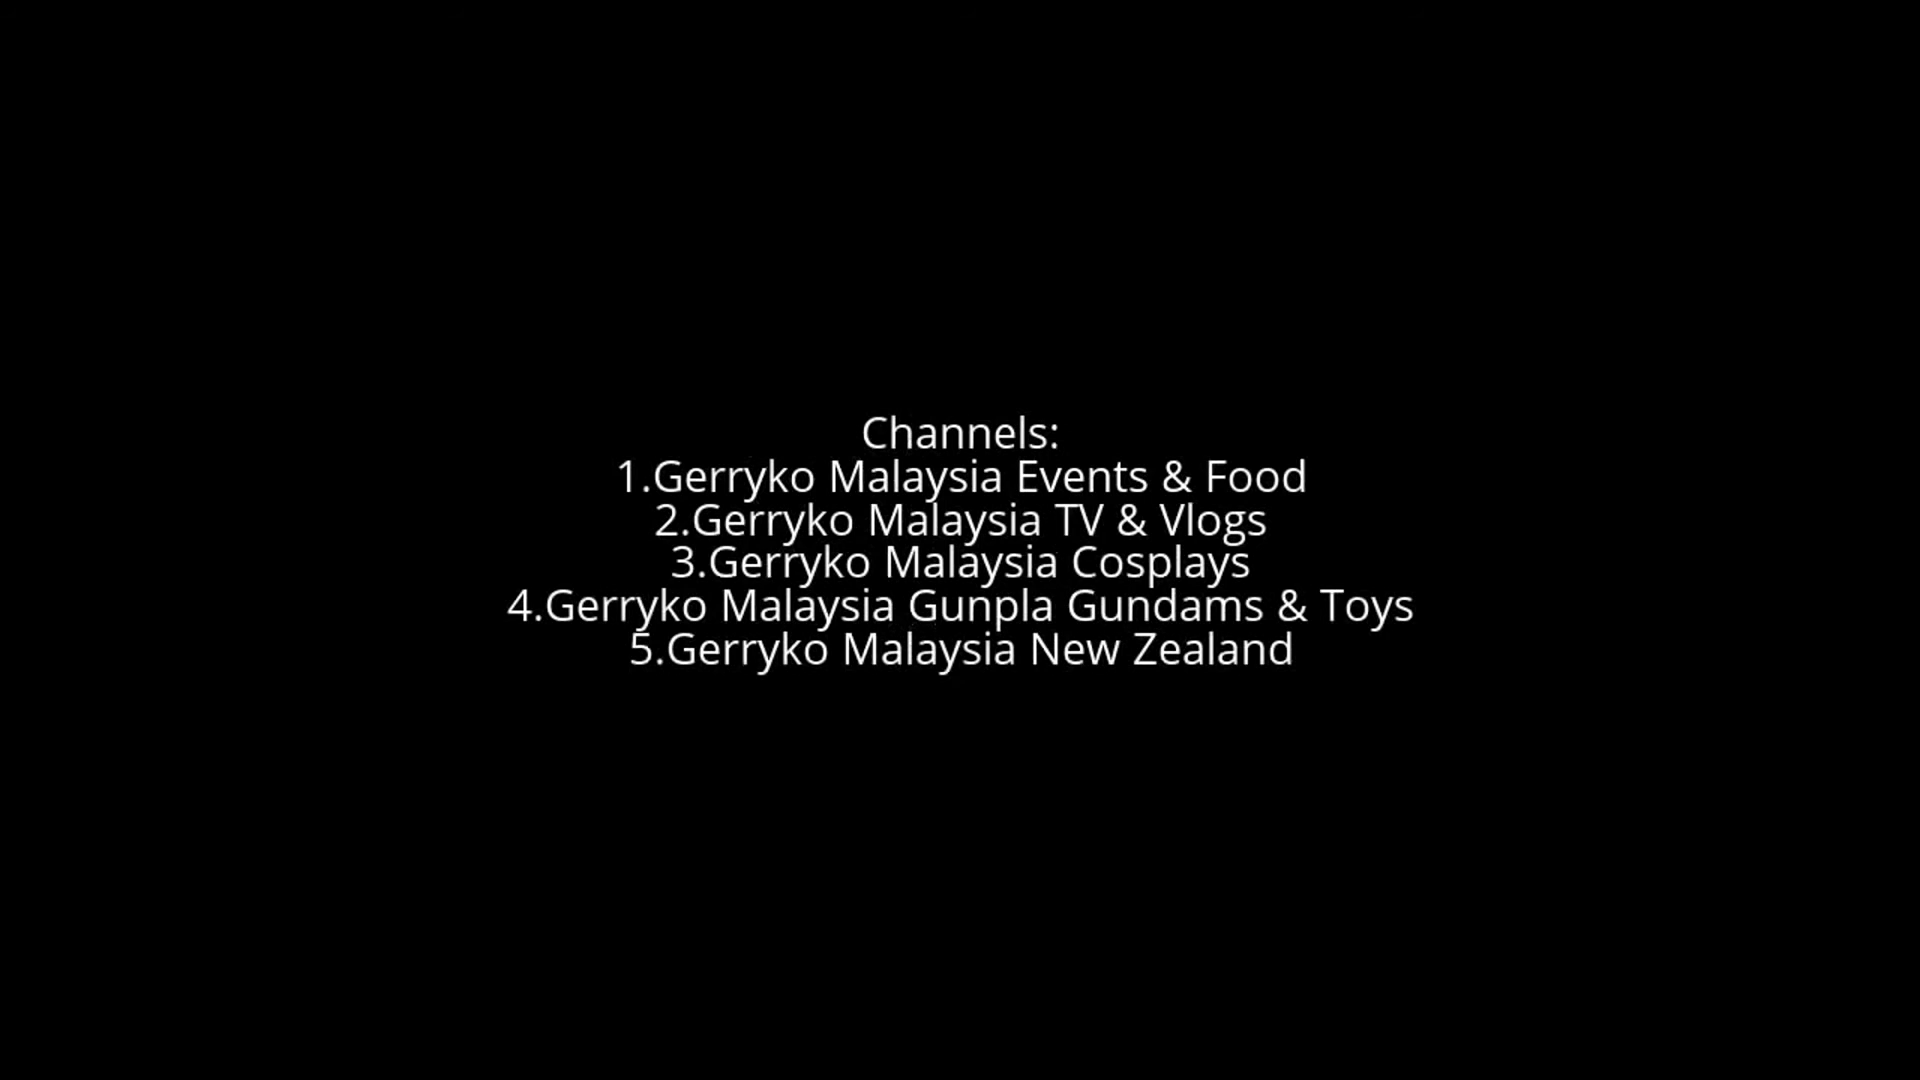 Channels:
1.Gerryko Malaysia Events & Food
2.Gerryko Malaysia TV & Vlogs
3.Gerryko Malaysia Cosplays
4.Gerryko Malaysia Gunpla Gundams & Toys
5.Gerryko Malaysia New Zealand